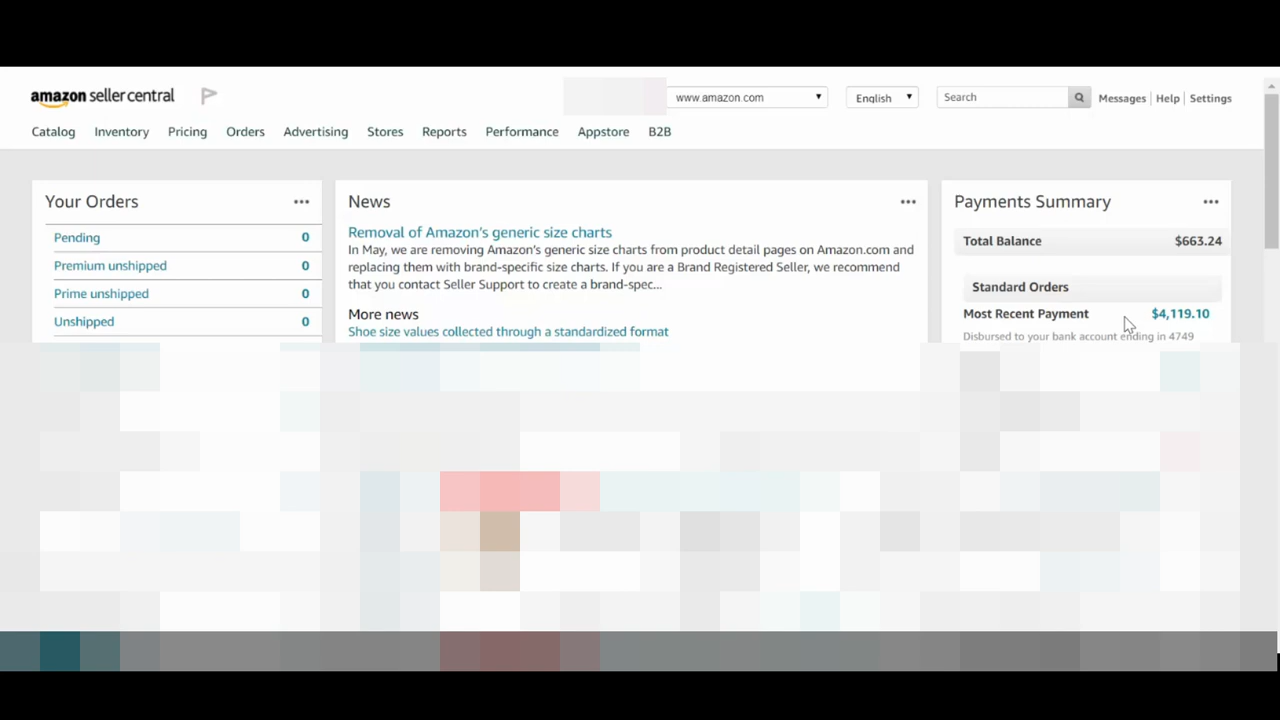 amazon seller central
www.amazon.com
English
Search
Messages | Help | Settings
Catalog Inventory Pricing Orders Advertising Stores Reports Performance Appstore B2B
Your Orders
Pending 0
Premium unshipped 0
Prime unshipped 0
Unshipped 0
News
Removal of Amazon's generic size charts
In May, we are removing Amazon's generic size charts from product detail pages on Amazon.com and
replacing them with brand-specific size charts. If you are a Brand Registered Seller, we recommend
that you contact Seller Support to create a brand-spec...
More news
Shoe size values collected through a standardized format
Payments Summary
Total Balance $663.24
Standard Orders
Most Recent Payment $4,119.10
Disbursed to your bank account ending in 4749